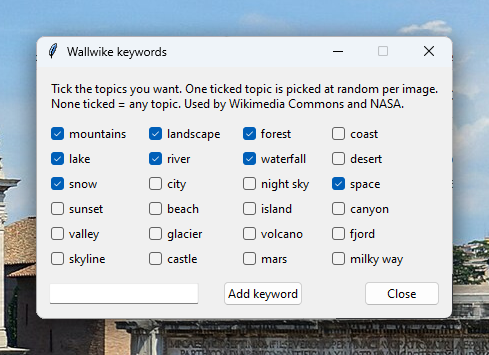 Wallwike keywords
Tick the topics you want. One ticked topic is picked at random per image.
None ticked = any topic. Used by Wikimedia Commons and NASA.
mountains landscape forest coast
lake river waterfall desert
snow city night sky space
sunset beach island canyon
valley glacier volcano fjord
skyline castle mars milky way
Add keyword Close